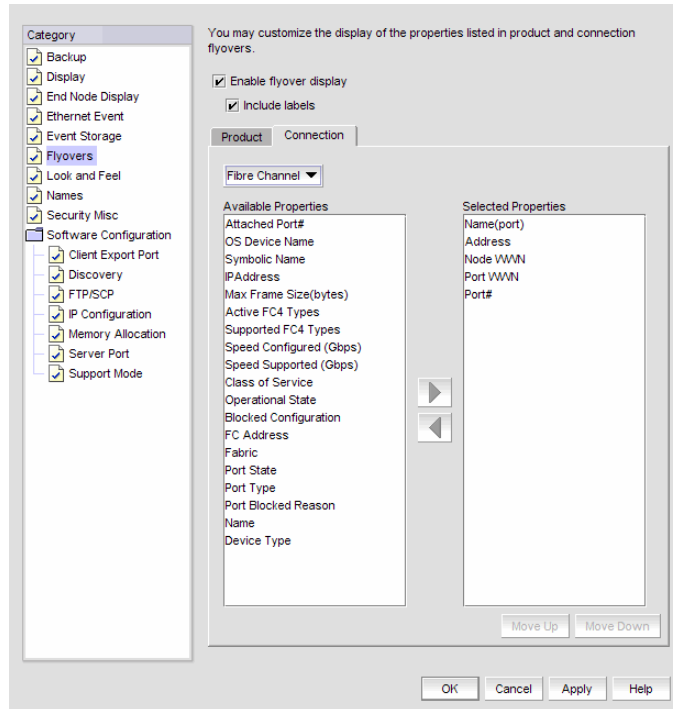 Category
Backup
Display
End Node Display
Ethernet Event
Event Storage
Flyovers
Look and Feel
Names
Security Misc
Software Configuration
Client Export Port
Discovery
FTP/SCP
IP Configuration
Memory Allocation
Server Port
Support Mode
You may customize the display of the properties listed in product and connection
flyovers.
Enable flyover display
Include labels
Product
Connection
Fibre Channel
Available Properties
Attached Port#
OS Device Name
Symbolic Name
IPAddress
Max Frame Size(bytes)
Active FC4 Types
Supported FC4 Types
Speed Configured (Gbps)
Speed Supported (Gbps)
Class of Service
Operational State
Blocked Configuration
FC Address
Fabric
Port State
Port Type
Port Blocked Reason
Name
Device Type
Selected Properties
Name(port)
Address
Node WWN
Port WWN
Port#
Move Up
Move Down
OK
Cancel
Apply
Help